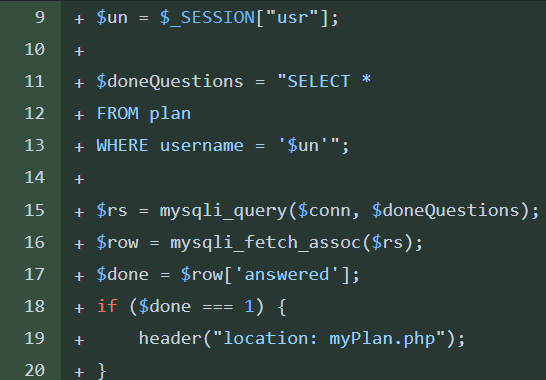 9 + $un = $_SESSION["usr"];
10 +
11 + $doneQuestions = "SELECT *
12 + FROM plan
13 + WHERE username = '$un'";
14 +
15 + $rs = mysqli_query($conn, $doneQuestions);
16 + $row = mysqli_fetch_assoc($rs);
17 + $done = $row['answered'];
18 + if ($done === 1) {
19 +     header("location: myPlan.php");
20 + }